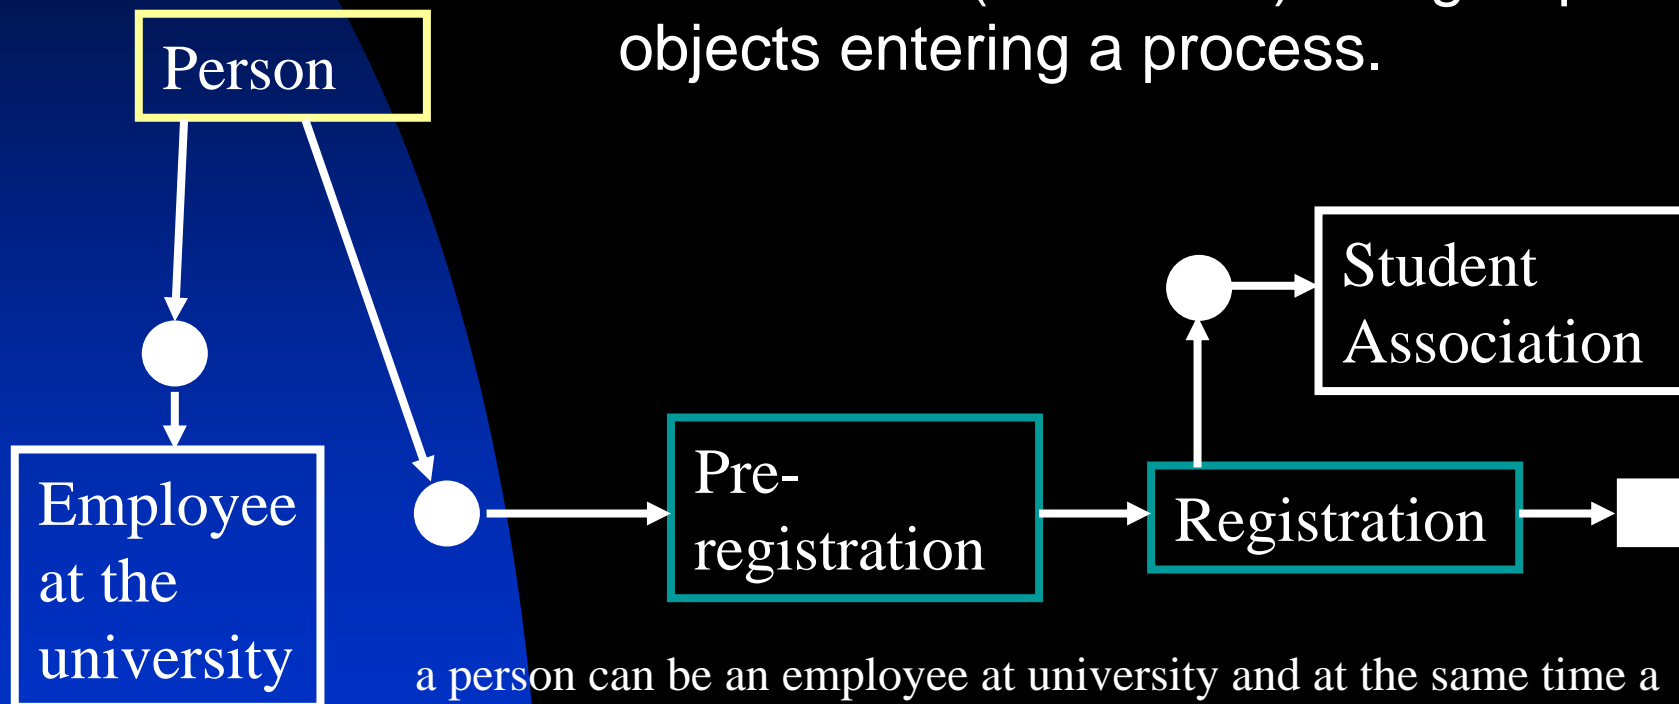 objects entering a process.
Person
Student
Association
Pre-
registration
Registration
Employee
at the
university
a person can be an employee at university and at the same time a